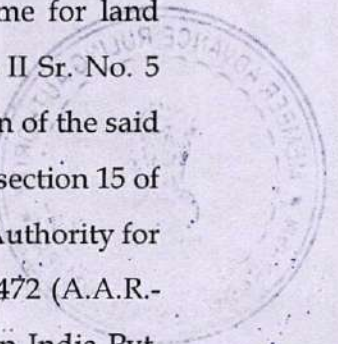 me for land
II Sr. No. 5
n of the said
section 15 of
Authority for
472 (A.A.R.-
n India Pvt.